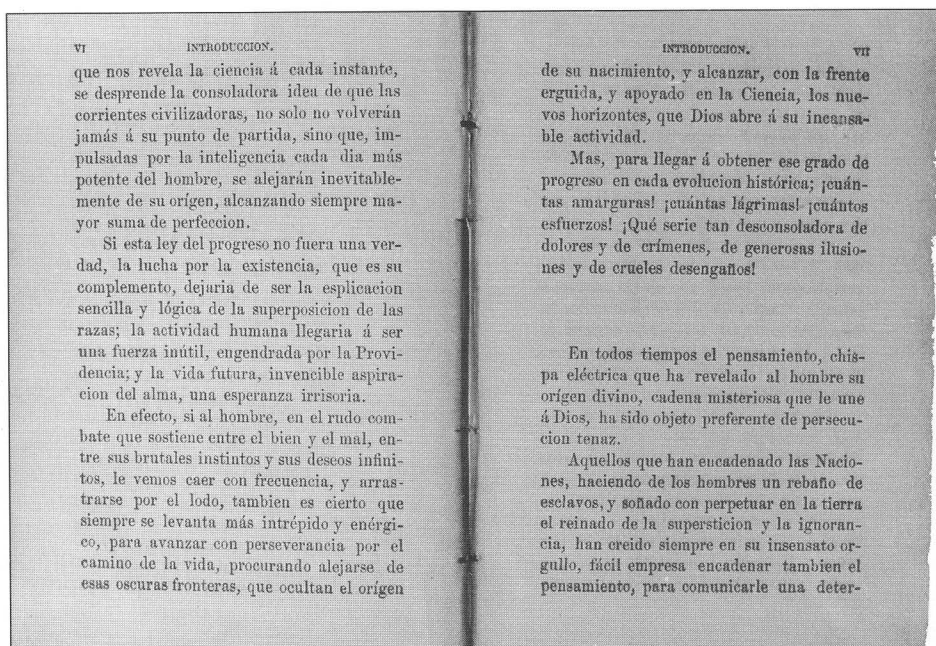 VI INTRODUCCION.
que nos revela la ciencia á cada instante,
se desprende la consoladora idea de que las
corrientes civilizadoras, no solo no volverán
jamás á su punto de partida, sino que, im-
pulsadas por la inteligencia cada dia más
potente del hombre, se alejarán inevitable-
mente de su orígen, alcanzando siempre ma-
yor suma de perfeccion.
Si esta ley del progreso no fuera una ver-
dad, la lucha por la existencia, que es su
complemento, dejaria de ser la esplicacion
sencilla y lógica de la superposicion de las
razas; la actividad humana llegaria á ser
una fuerza inútil, engendrada por la Provi-
dencia; y la vida futura, invencible aspira-
cion del alma, una esperanza irrisoria.
En efecto, si al hombre, en el rudo com-
bate que sostiene entre el bien y el mal, en-
tre sus brutales instintos y sus deseos infini-
tos, le vemos caer con frecuencia, y arras-
trarse por el lodo, tambien es cierto que
siempre se levanta más intrépido y enérgi-
co, para avanzar con perseverancia por el
camino de la vida, procurando alejarse de
esas oscuras fronteras, que ocultan el orígen
INTRODUCCION. VII
de su nacimiento, y alcanzar, con la frente
erguida, y apoyado en la Ciencia, los nue-
vos horizontes, que Dios abre á su incansa-
ble actividad.
Mas, para llegar á obtener ese grado de
progreso en cada evolucion histórica; ¡cuán-
tas amarguras! ¡cuántas lágrimas! ¡cuántos
esfuerzos! ¡Qué serie tan desconsoladora de
dolores y de crímenes, de generosas ilusio-
nes y de crueles desengaños!
En todos tiempos el pensamiento, chis-
pa eléctrica que ha revelado al hombre su
orígen divino, cadena misteriosa que le une
á Dios, ha sido objeto preferente de persecu-
cion tenaz.
Aquellos que han encadenado las Nacio-
nes, haciendo de los hombres un rebaño de
esclavos, y soñado con perpetuar en la tierra
el reinado de la supersticion y la ignoran-
cia, han creido siempre en su insensato or-
gullo, fácil empresa encadenar tambien el
pensamiento, para comunicarle una deter-